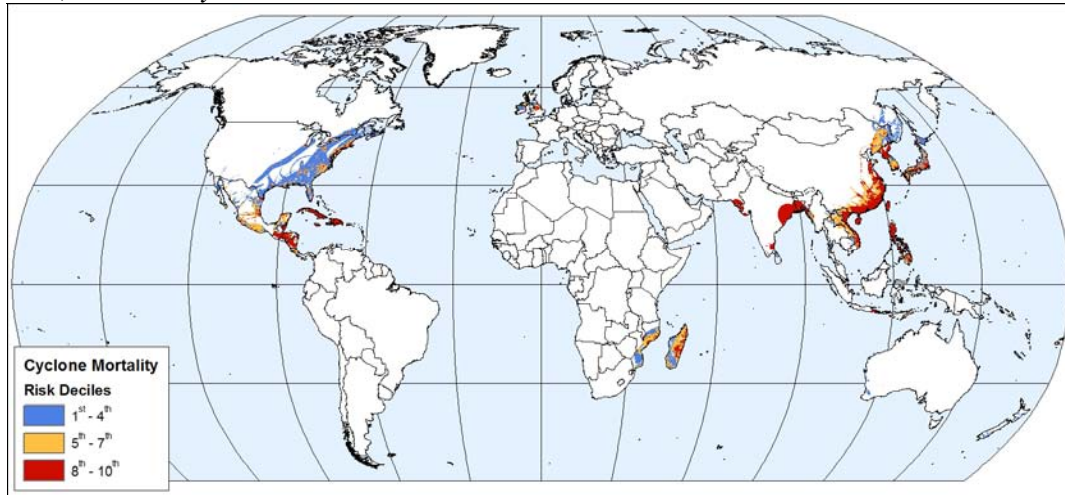 Cyclone Mortality
Risk Deciles
1st - 4th
5th - 7th
8th - 10th